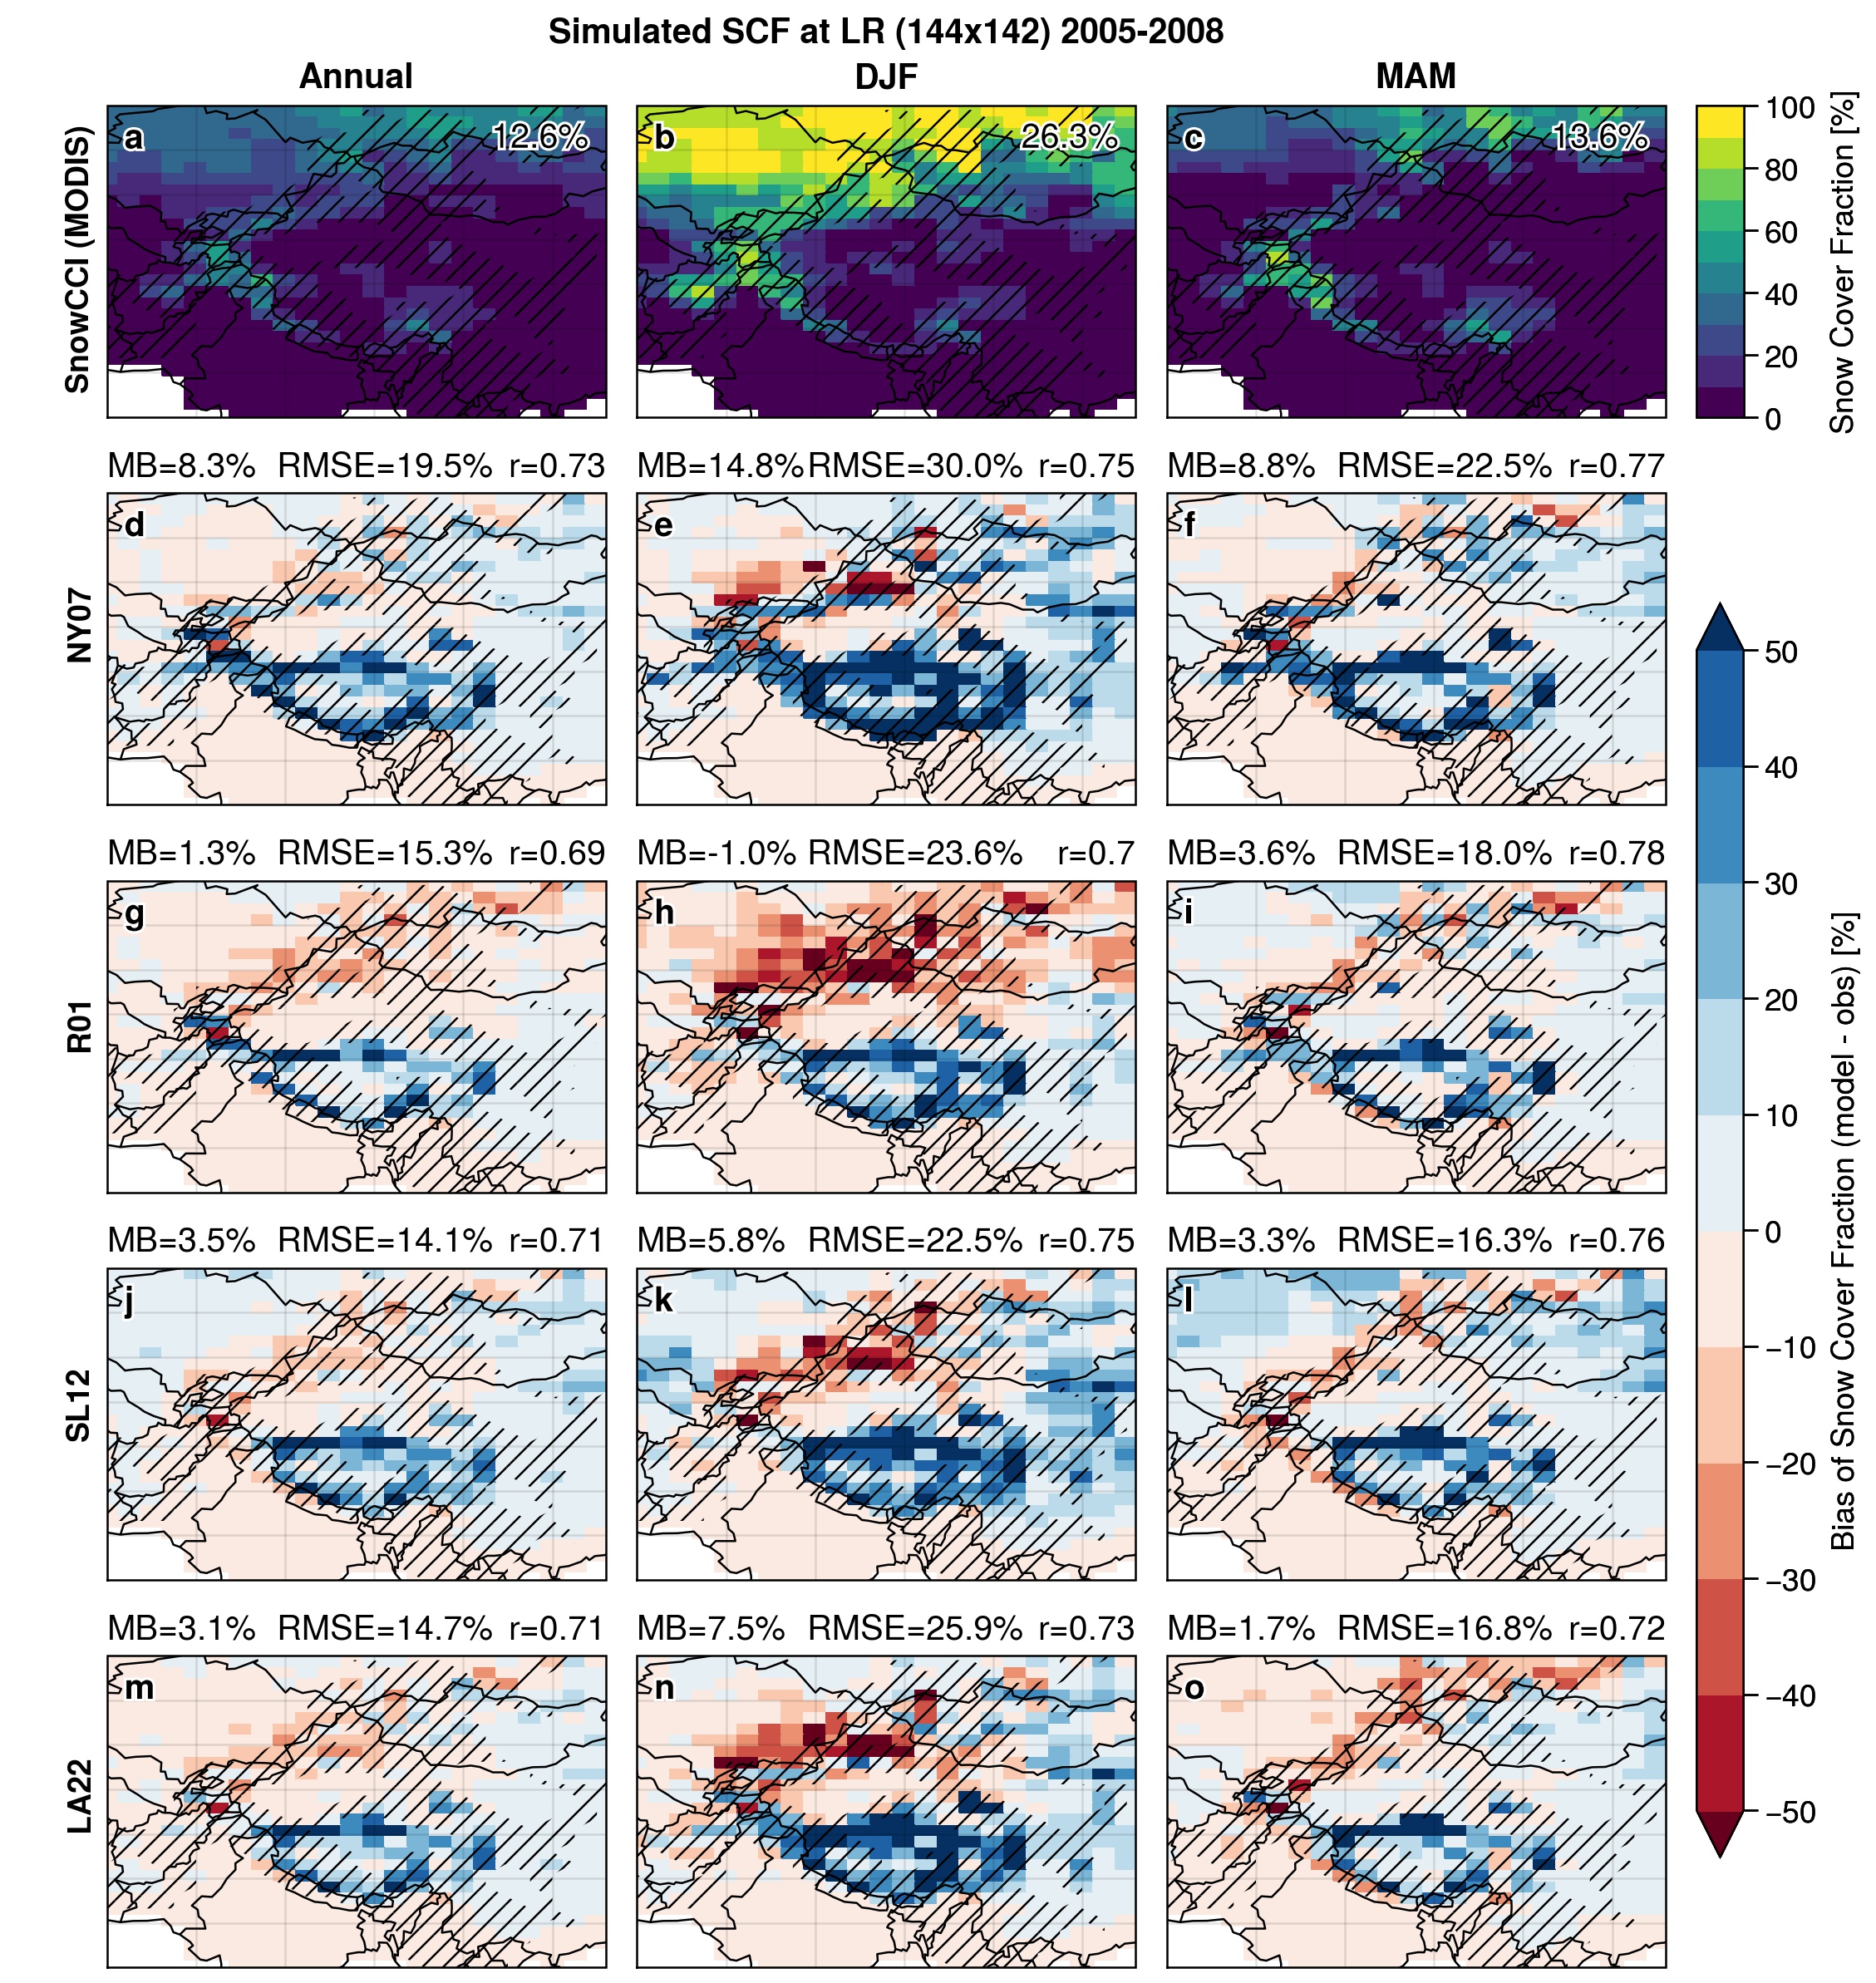 Simulated SCF at LR (144x142) 2005-2008
Annual DJF MAM
SnowCCI (MODIS)
a 12.6% b 26.3% c 13.6%
100
80
60
40
20
0
Snow Cover Fraction [%]
MB=8.3% RMSE=19.5% r=0.73 MB=14.8% RMSE=30.0% r=0.75 MB=8.8% RMSE=22.5% r=0.77
NY07
d e f
MB=1.3% RMSE=15.3% r=0.69 MB=-1.0% RMSE=23.6% r=0.7 MB=3.6% RMSE=18.0% r=0.78
R01
g h i
MB=3.5% RMSE=14.1% r=0.71 MB=5.8% RMSE=22.5% r=0.75 MB=3.3% RMSE=16.3% r=0.76
SL12
j k l
MB=3.1% RMSE=14.7% r=0.71 MB=7.5% RMSE=25.9% r=0.73 MB=1.7% RMSE=16.8% r=0.72
LA22
m n o
50
40
30
20
10
0
−10
−20
−30
−40
−50
Bias of Snow Cover Fraction (model - obs) [%]